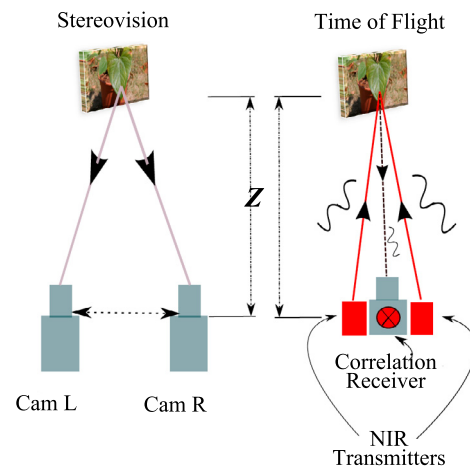 Stereovision
Time of Flight
Z
Cam L
Cam R
Correlation
Receiver
NIR
Transmitters